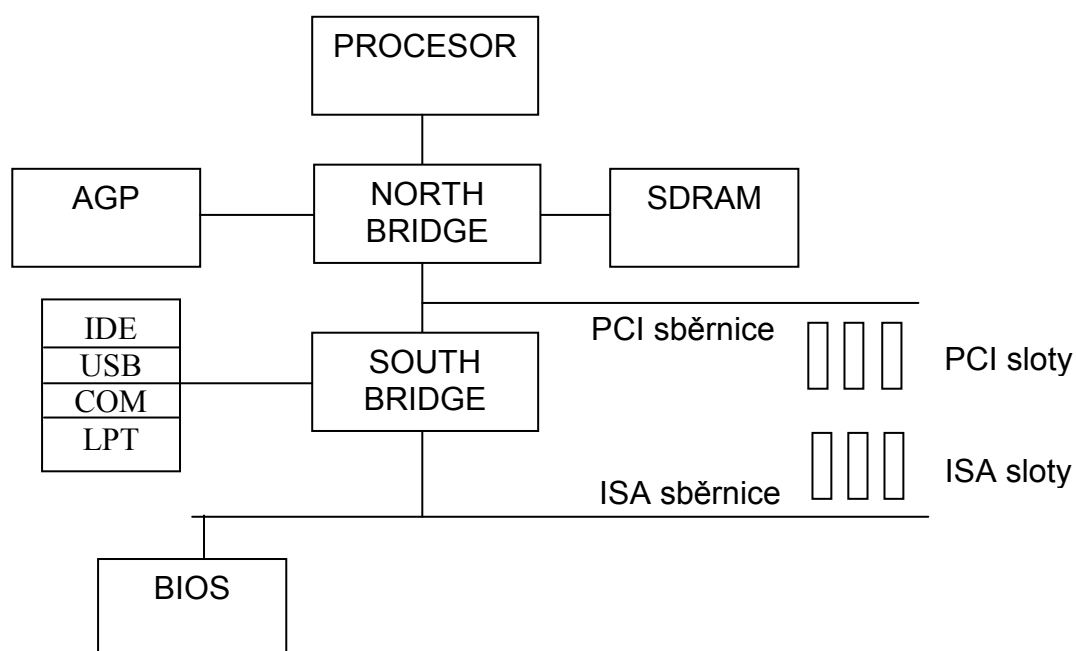 PROCESOR
AGP
NORTH
BRIDGE
SDRAM
IDE
USB
COM
LPT
SOUTH
BRIDGE
PCI sběrnice
PCI sloty
ISA sběrnice
ISA sloty
BIOS